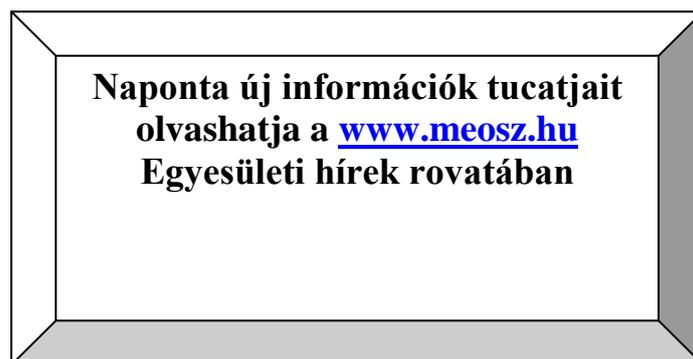 Naponta új információk tucatjait
olvashatja a www.meosz.hu
Egyesületi hírek rovatában